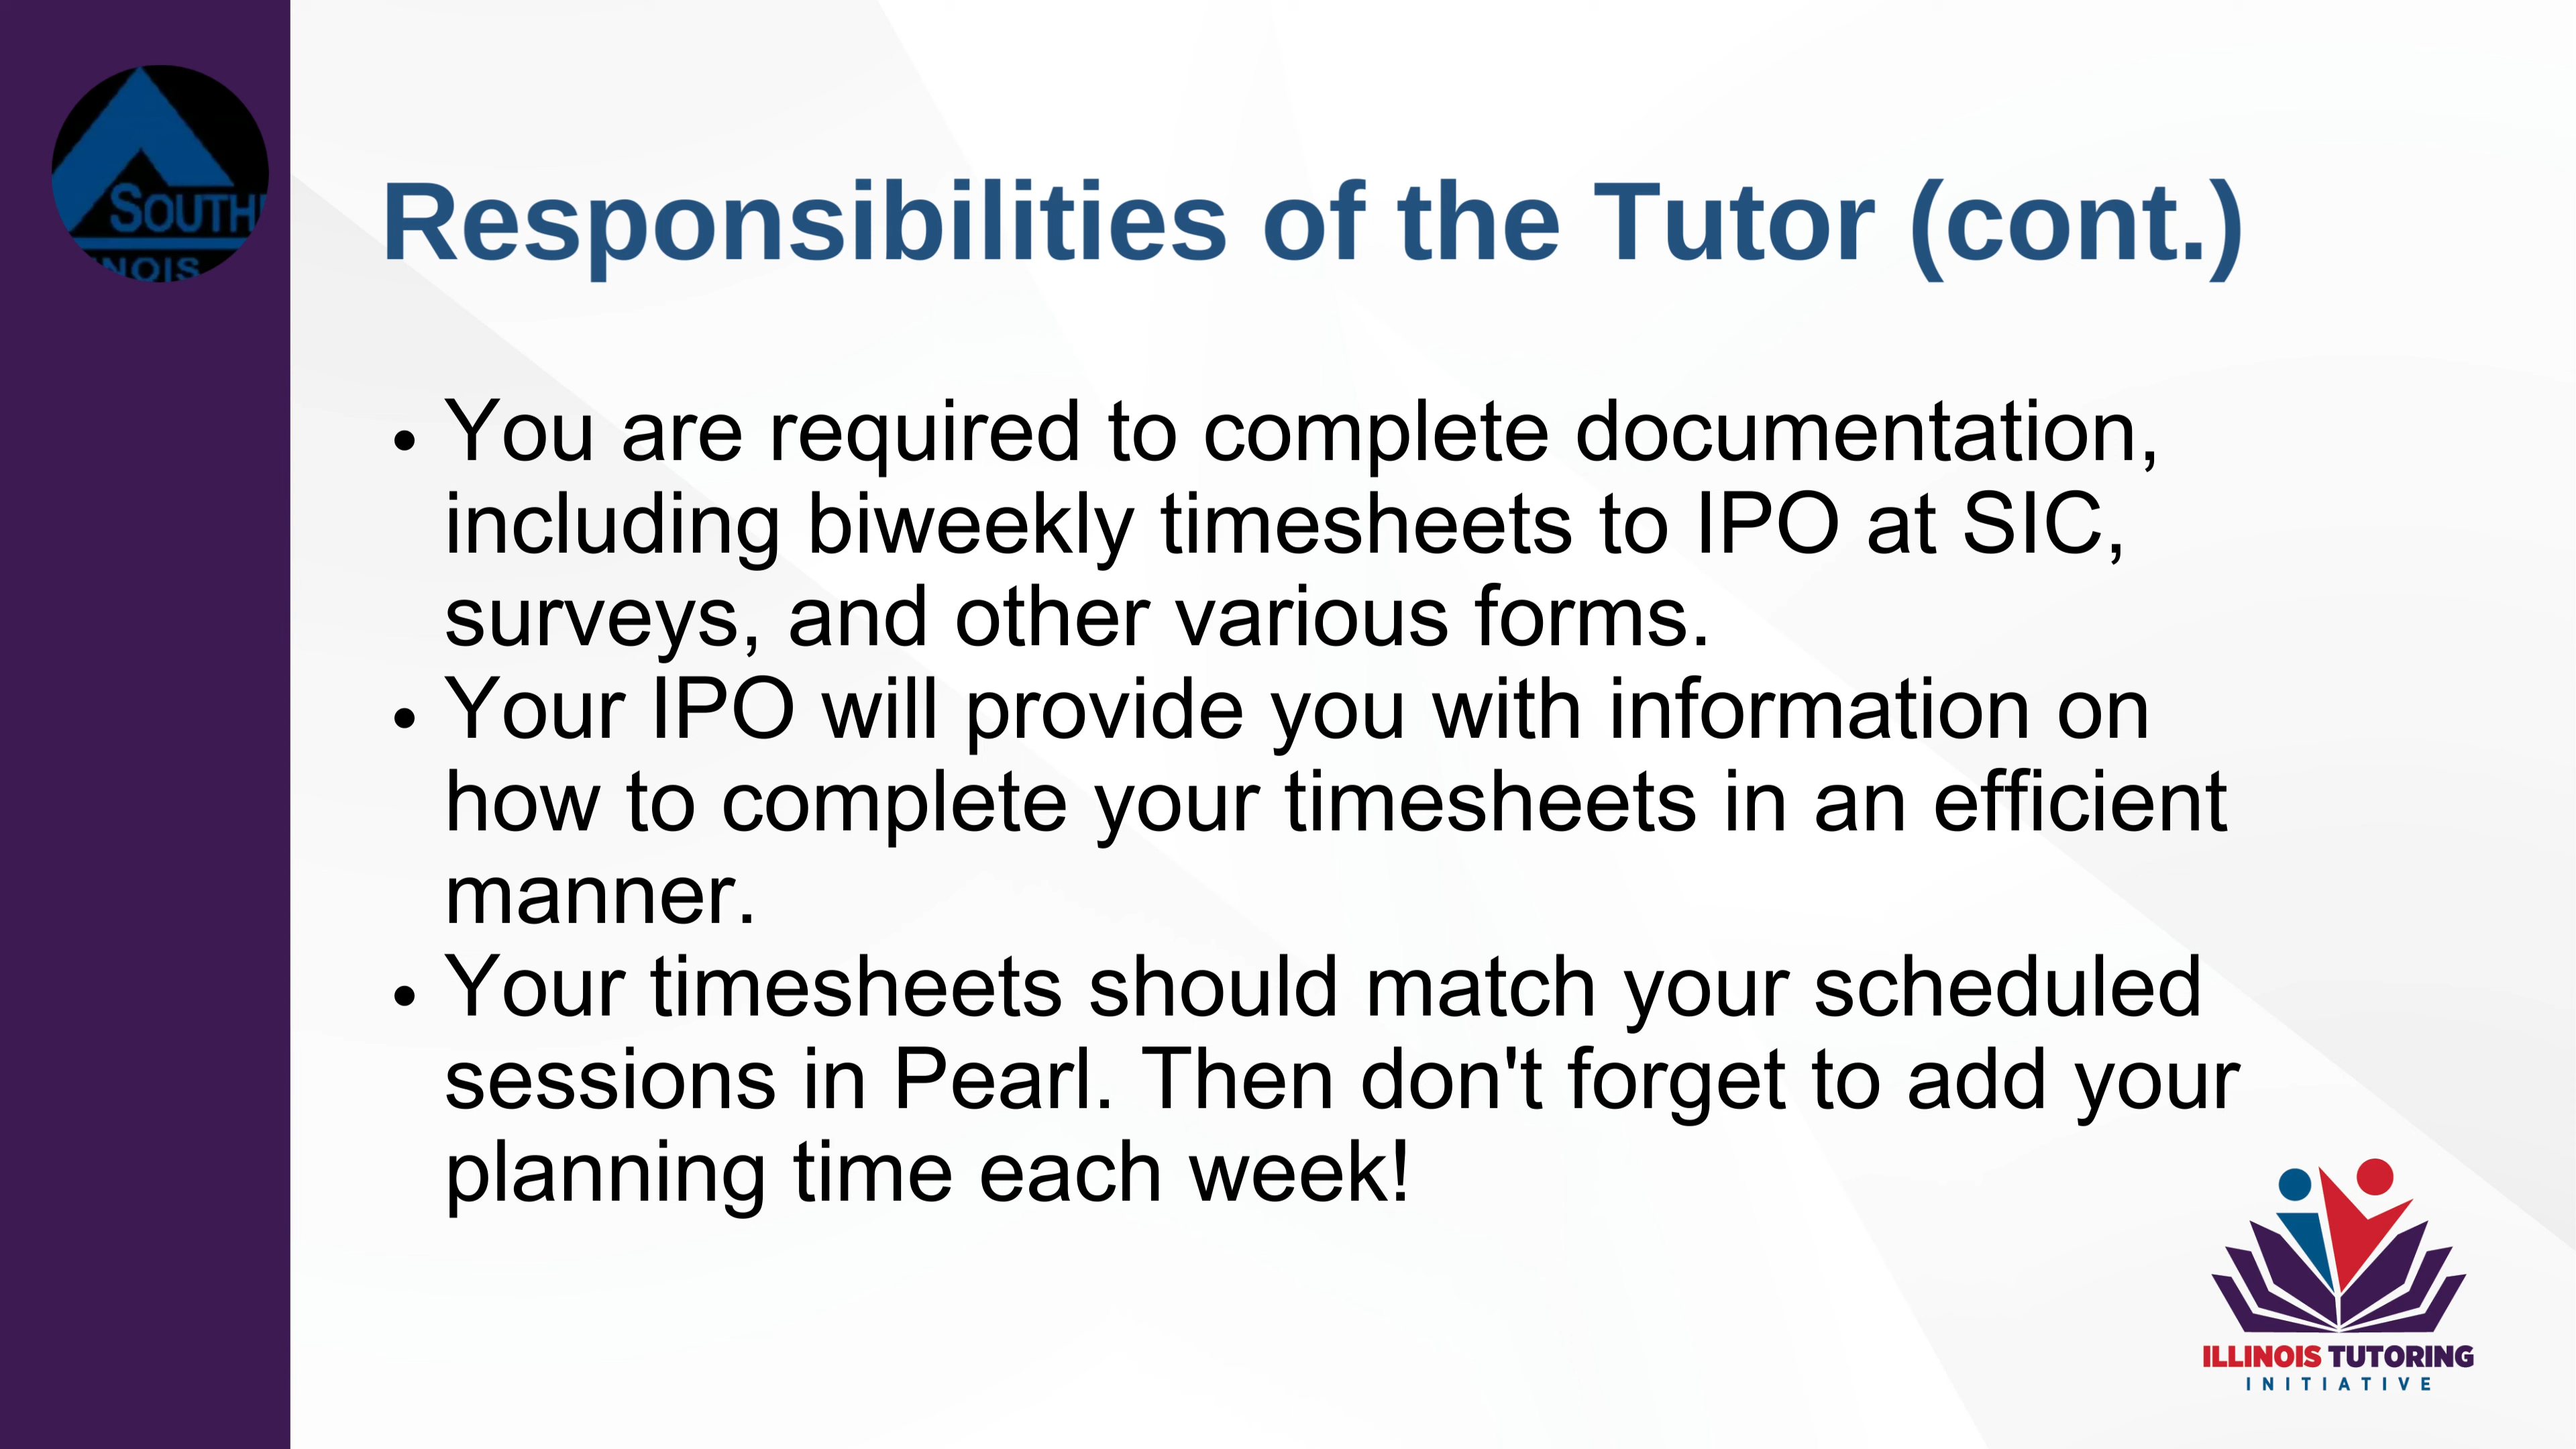 SOUTH
NOIS
Responsibilities of the Tutor (cont.)
• You are required to complete documentation,
including biweekly timesheets to IPO at SIC,
surveys, and other various forms.
• Your IPO will provide you with information on
how to complete your timesheets in an efficient
manner.
• Your timesheets should match your scheduled
sessions in Pearl. Then don't forget to add your
planning time each week!
ILLINOIS TUTORING
INITIATIVE